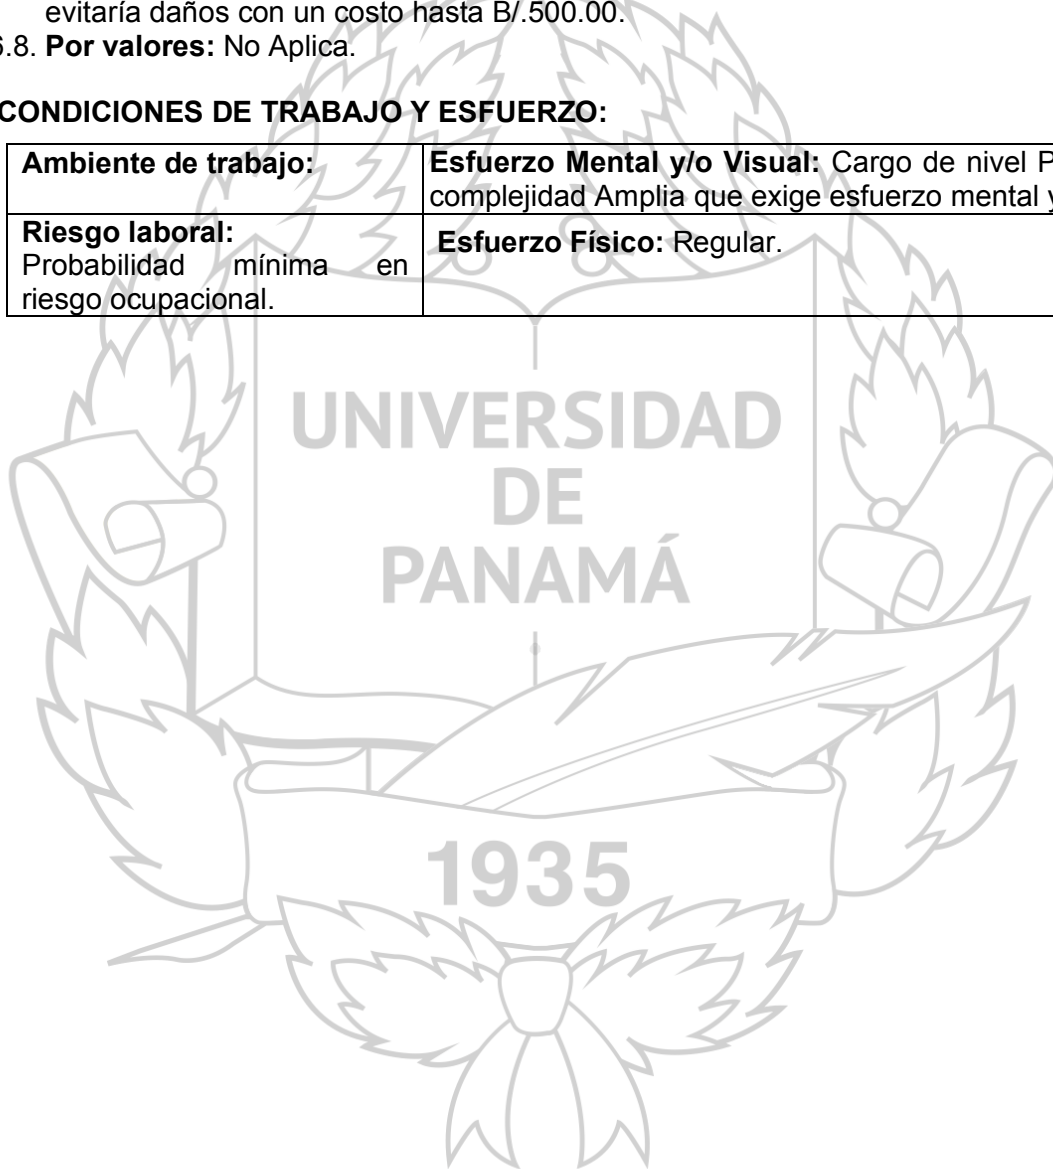 evitaría daños con un costo hasta B/.500.00.
6.8. Por valores: No Aplica.
CONDICIONES DE TRABAJO Y ESFUERZO:
Ambiente de trabajo:
Esfuerzo Mental y/o Visual: Cargo de nivel P
complejidad Amplia que exige esfuerzo mental y
Riesgo laboral:
Probabilidad mínima en
riesgo ocupacional.
Esfuerzo Físico: Regular.
UNIVERSIDAD
DE
PANAMÁ
1935